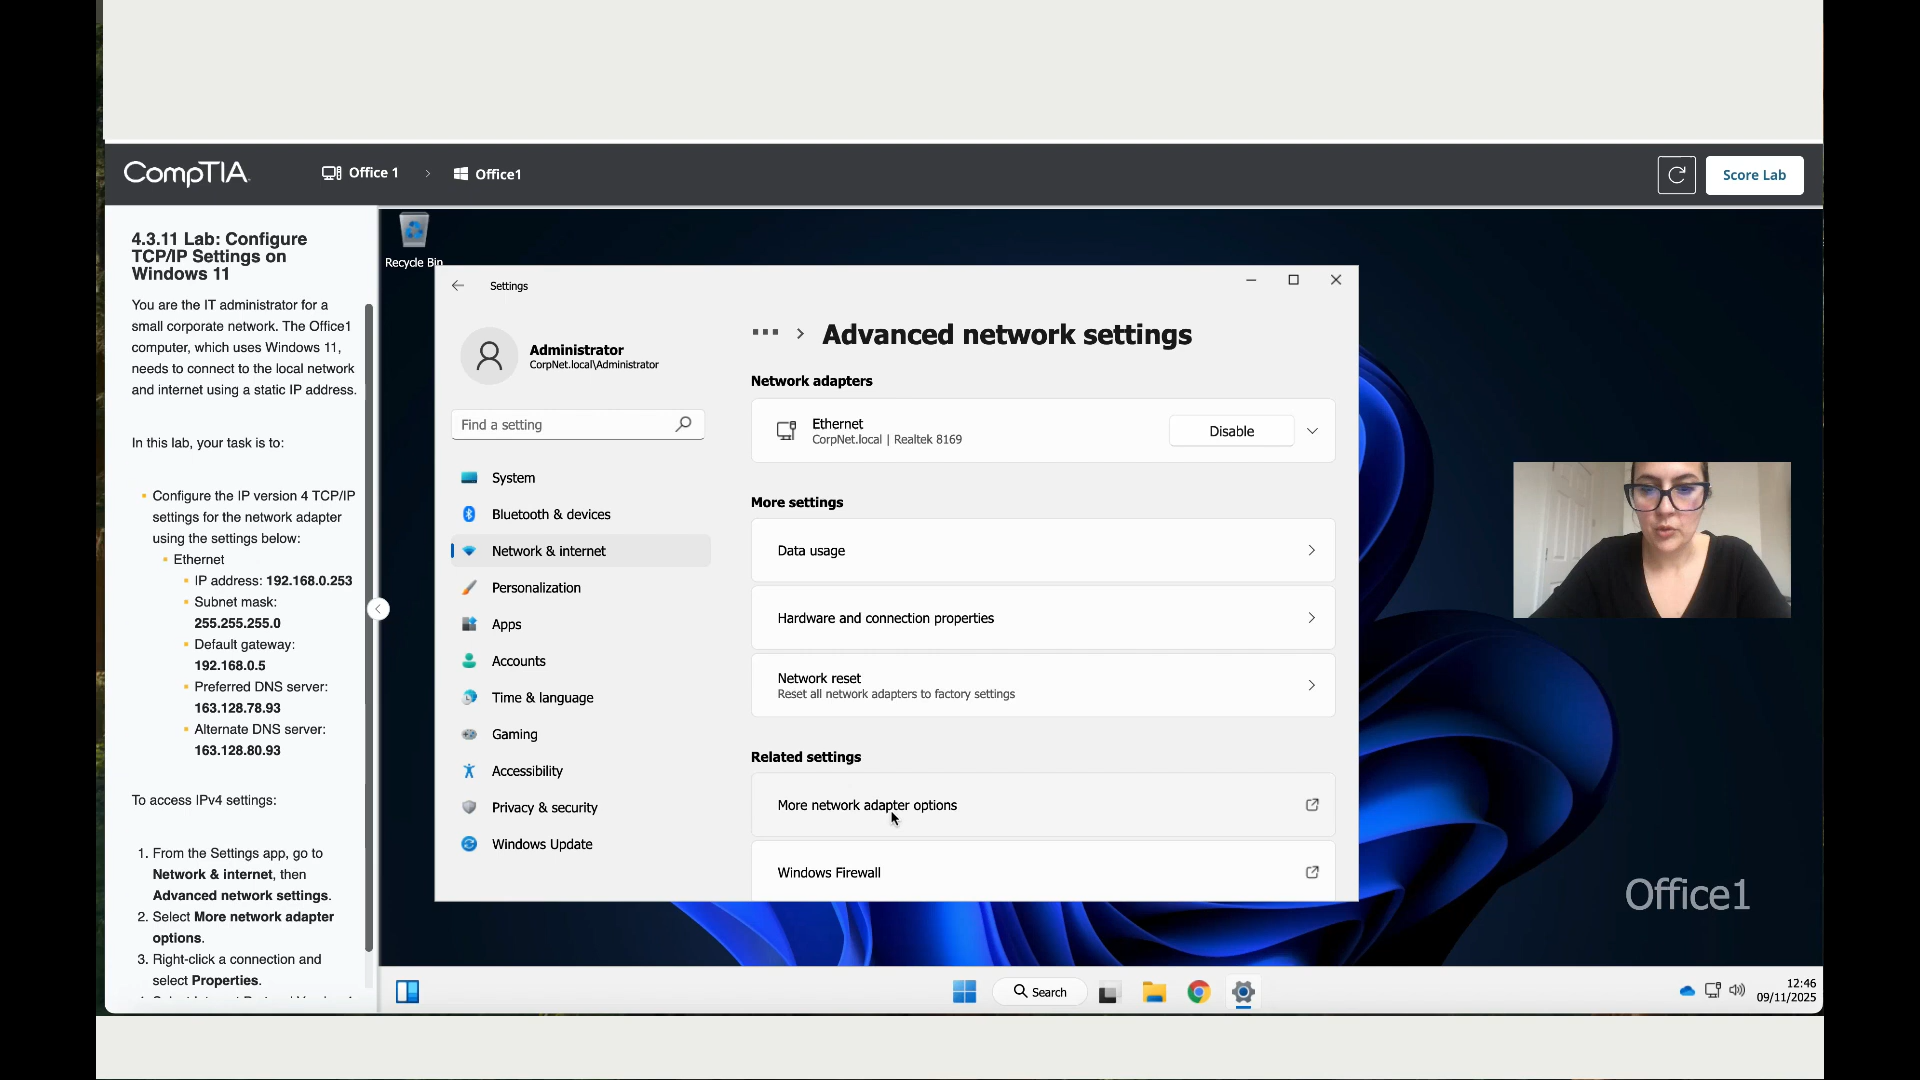 CompTIA.
Office 1
Office1
Score Lab
4.3.11 Lab: Configure
TCP/IP Settings on
Windows 11
You are the IT administrator for a
small corporate network. The Office1
computer, which uses Windows 11,
needs to connect to the local network
and internet using a static IP address.
In this lab, your task is to:
Configure the IP version 4 TCP/IP
settings for the network adapter
using the settings below:
Ethernet
IP address: 192.168.0.253
Subnet mask:
255.255.255.0
Default gateway:
192.168.0.5
Preferred DNS server:
163.128.78.93
Alternate DNS server:
163.128.80.93
To access IPv4 settings:
1. From the Settings app, go to
Network & internet, then
Advanced network settings.
2. Select More network adapter
options.
3. Right-click a connection and
select Properties.
Recycle Bin
Settings
Administrator
CorpNet.local\Administrator
Find a setting
System
Bluetooth & devices
Network & internet
Personalization
Apps
Accounts
Time & language
Gaming
Accessibility
Privacy & security
Windows Update
Advanced network settings
Network adapters
Ethernet
CorpNet.local | Realtek 8169
Disable
More settings
Data usage
Hardware and connection properties
Network reset
Reset all network adapters to factory settings
Related settings
More network adapter options
Windows Firewall
Office1
Search
12:46
09/11/2025